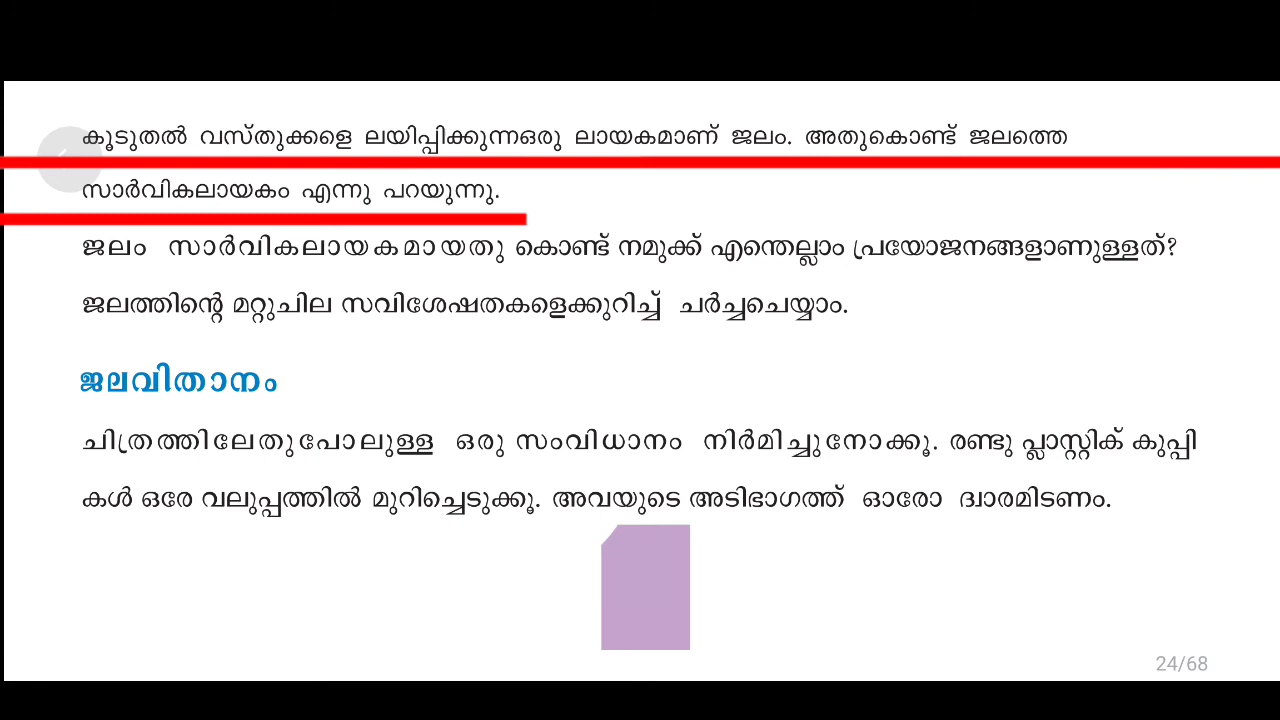 കൂടുതൽ വസ്തുക്കളെ ലയിപ്പിക്കുന്നഒരു ലായകമാണ് ജലം. അതുകൊണ്ട് ജലത്തെ
സാർവികലായകം എന്നു പറയുന്നു.
ജലം സാർവികലായകമായതു കൊണ്ട് നമുക്ക് എന്തെല്ലാം പ്രയോജനങ്ങളാണുള്ളത്?
ജലത്തിന്റെ മറ്റുചില സവിശേഷതകളെക്കുറിച്ച് ചർച്ചചെയ്യാം.
ജലവിതാനം
ചിത്രത്തിലേതുപോലുള്ള ഒരു സംവിധാനം നിർമിച്ചുനോക്കൂ. രണ്ടു പ്ലാസ്റ്റിക് കുപ്പി
കൾ ഒരേ വലുപ്പത്തിൽ മുറിച്ചെടുക്കൂ. അവയുടെ അടിഭാഗത്ത് ഓരോ ദ്വാരമിടണം.
24/68